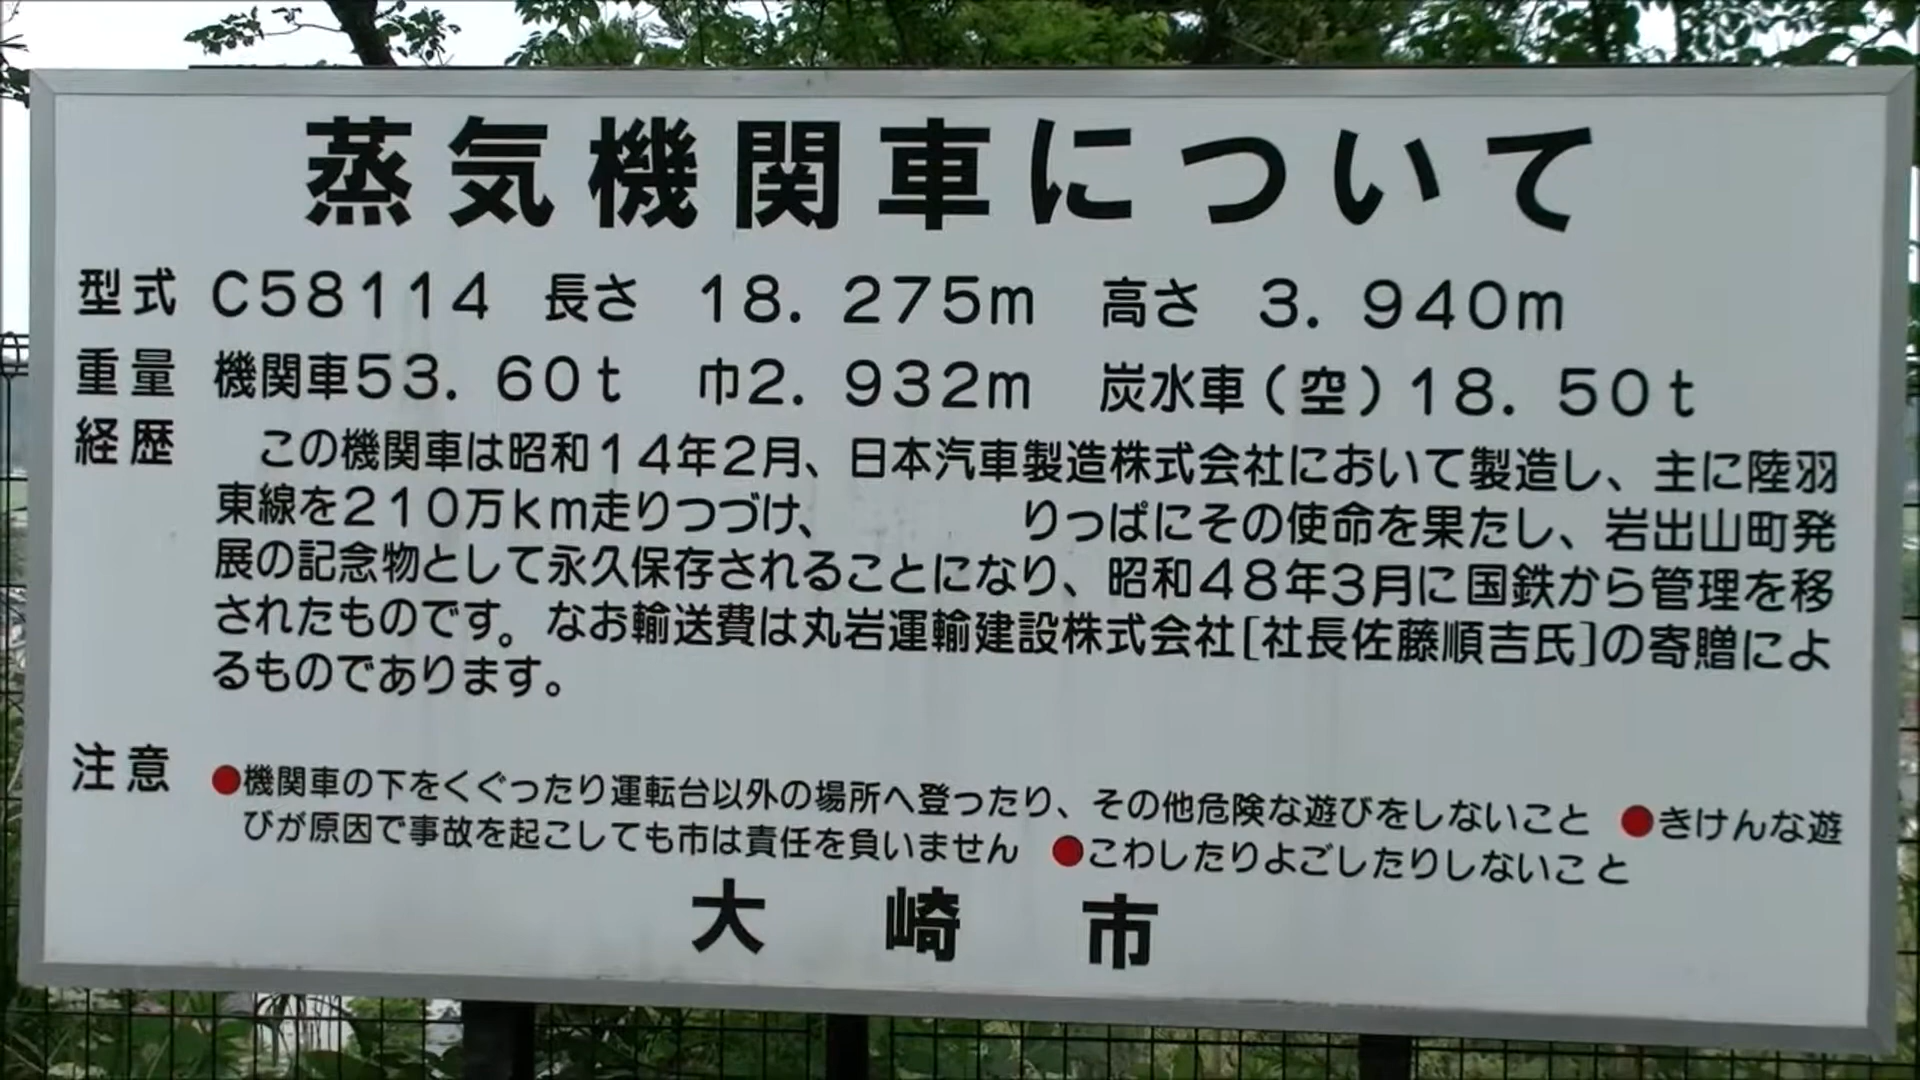 蒸気機関車について
型式 C58114 長さ 18.275m 高さ 3.940m
重量 機関車53.60t 巾2.932m 炭水車(空)18.50t
経歴 この機関車は昭和14年2月、日本汽車製造株式会社において製造し、主に陸羽
東線を210万km走りつづけ、 りっぱにその使命を果たし、岩出山町発
展の記念物として永久保存されることになり、昭和48年3月に国鉄から管理を移
されたものです。なお輸送費は丸岩運輸建設株式会社[社長佐藤順吉氏]の寄贈によ
るものであります。
注意 ●機関車の下をくぐったり運転台以外の場所へ登ったり、その他危険な遊びをしないこと ●きけんな遊
びが原因で事故を起こしても市は責任を負いません ●こわしたりよごしたりしないこと
大崎市